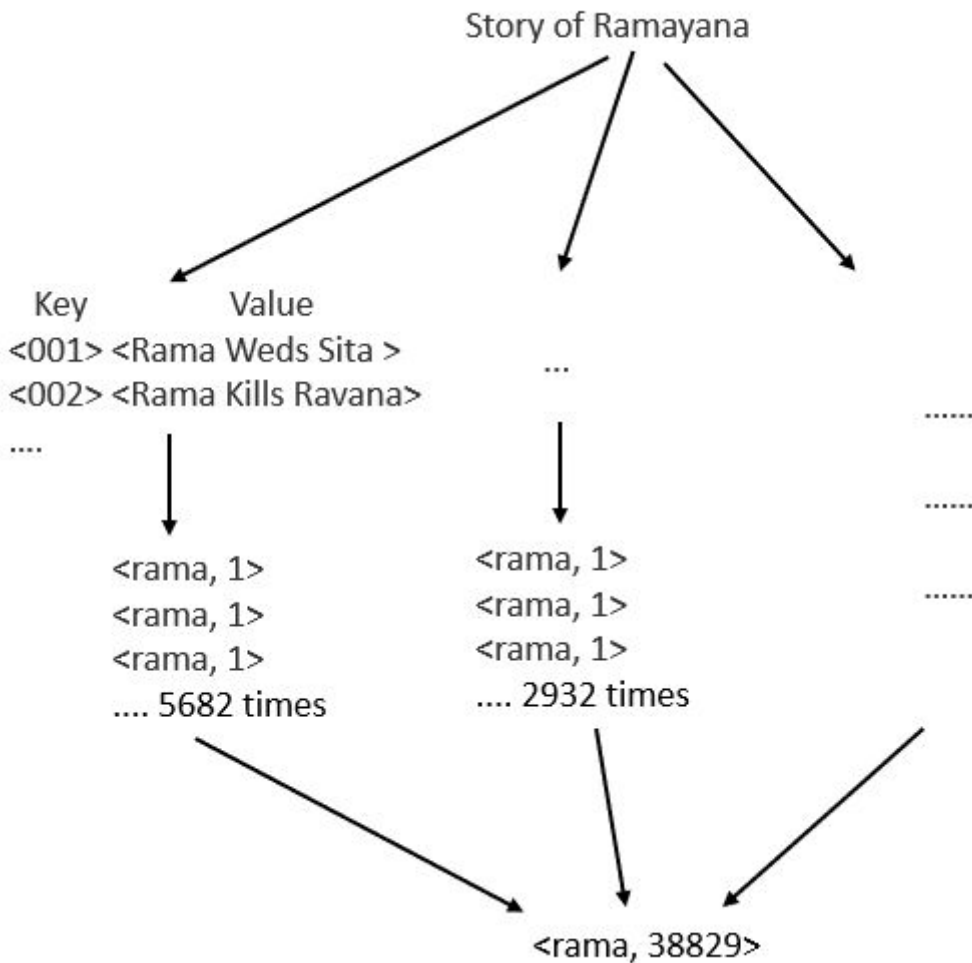 Story of Ramayana
Key Value
<001> <Rama Weds Sita >
<002> <Rama Kills Ravana>
....
...
......
......
......
<rama, 1>
<rama, 1>
<rama, 1>
.... 5682 times
<rama, 1>
<rama, 1>
<rama, 1>
.... 2932 times
<rama, 38829>